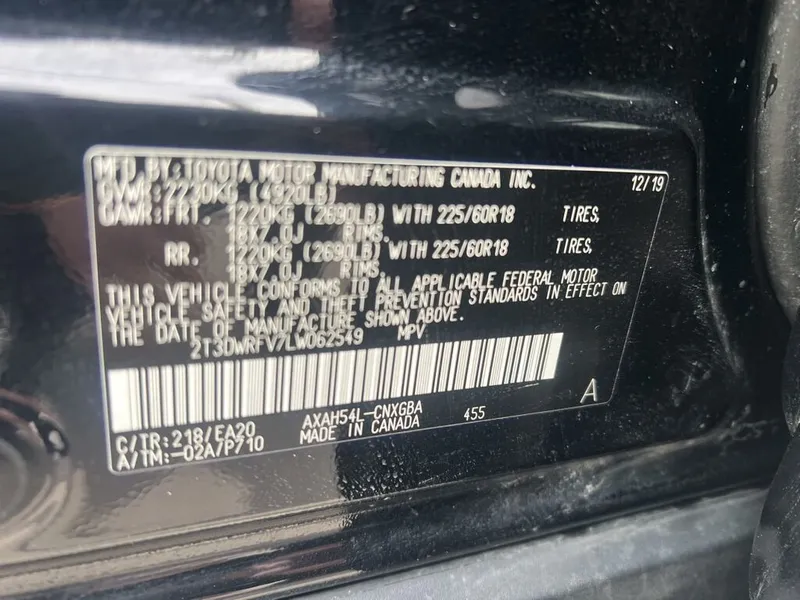 MFD BY:TOYOTA MOTOR MANUFACTURING CANADA INC. 12/19
GVWR:2230KG (4920LB)
GAWR:FRT. 1220KG (2690LB) WITH 225/60R18 TIRES,
18X7.0J RIMS.
RR. 1220KG (2690LB) WITH 225/60R18 TIRES,
18X7.0J RIMS.
THIS VEHICLE CONFORMS TO ALL APPLICABLE FEDERAL MOTOR
VEHICLE SAFETY AND THEFT PREVENTION STANDARDS IN EFFECT ON
THE DATE OF MANUFACTURE SHOWN ABOVE.
2T3DWRFV7LW062549 MPV
A
C/TR:218/EA20 AXAH54L-CNXGBA 455
A/TM:-02A/P710 MADE IN CANADA